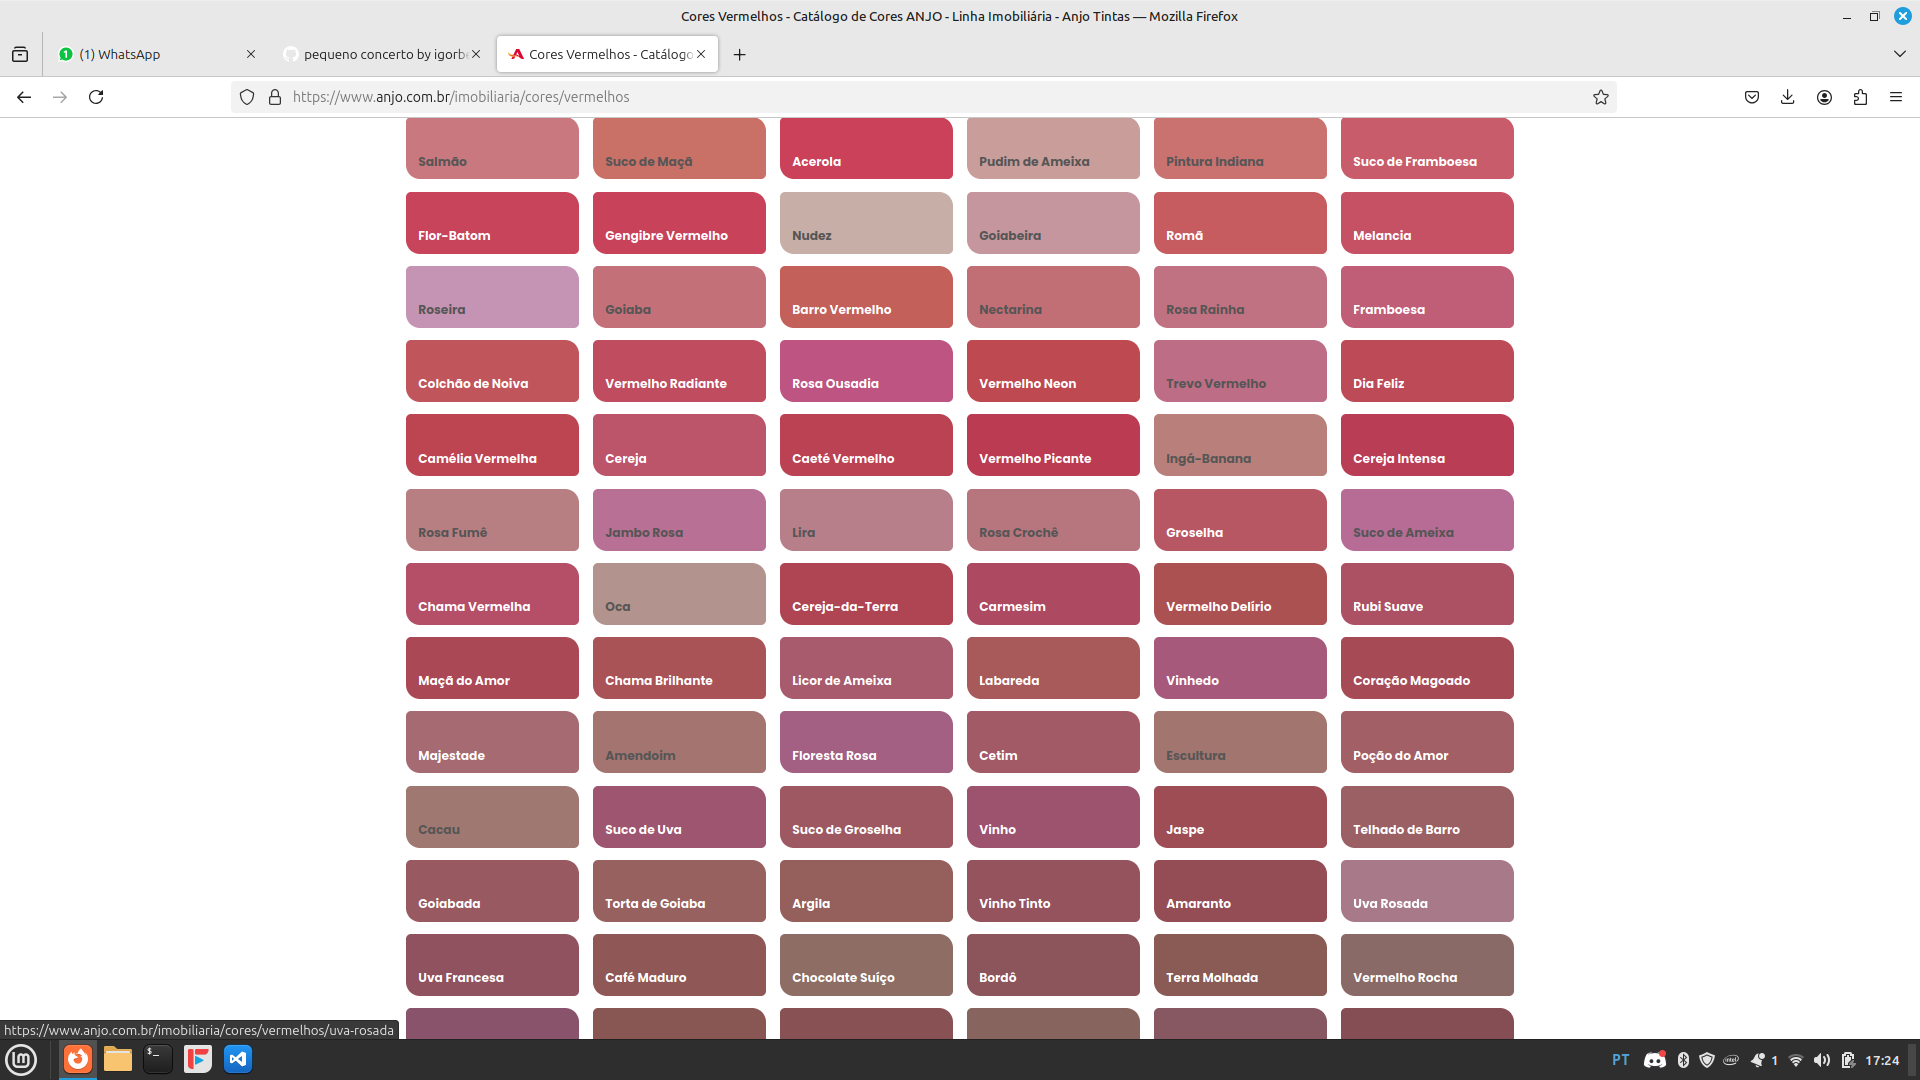 Cores Vermelhos - Catálogo de Cores ANJO - Linha Imobiliária - Anjo Tintas — Mozilla Firefox
(1) WhatsApp
pequeno concerto by igorb
Cores Vermelhos - Catálogo
https://www.anjo.com.br/imobiliaria/cores/vermelhos
Salmão Suco de Maçã Acerola Pudim de Ameixa Pintura Indiana Suco de Framboesa
Flor-Batom Gengibre Vermelho Nudez Goiabeira Romã Melancia
Roseira Goiaba Barro Vermelho Nectarina Rosa Rainha Framboesa
Colchão de Noiva Vermelho Radiante Rosa Ousadia Vermelho Neon Trevo Vermelho Dia Feliz
Camélia Vermelha Cereja Caeté Vermelho Vermelho Picante Ingá-Banana Cereja Intensa
Rosa Fumê Jambo Rosa Lira Rosa Crochê Groselha Suco de Ameixa
Chama Vermelha Oca Cereja-da-Terra Carmesim Vermelho Delírio Rubi Suave
Maçã do Amor Chama Brilhante Licor de Ameixa Labareda Vinhedo Coração Magoado
Majestade Amendoim Floresta Rosa Cetim Escultura Poção do Amor
Cacau Suco de Uva Suco de Groselha Vinho Jaspe Telhado de Barro
Goiabada Torta de Goiaba Argila Vinho Tinto Amaranto Uva Rosada
Uva Francesa Café Maduro Chocolate Suíço Bordô Terra Molhada Vermelho Rocha
https://www.anjo.com.br/imobiliaria/cores/vermelhos/uva-rosada
PT 1 17:24